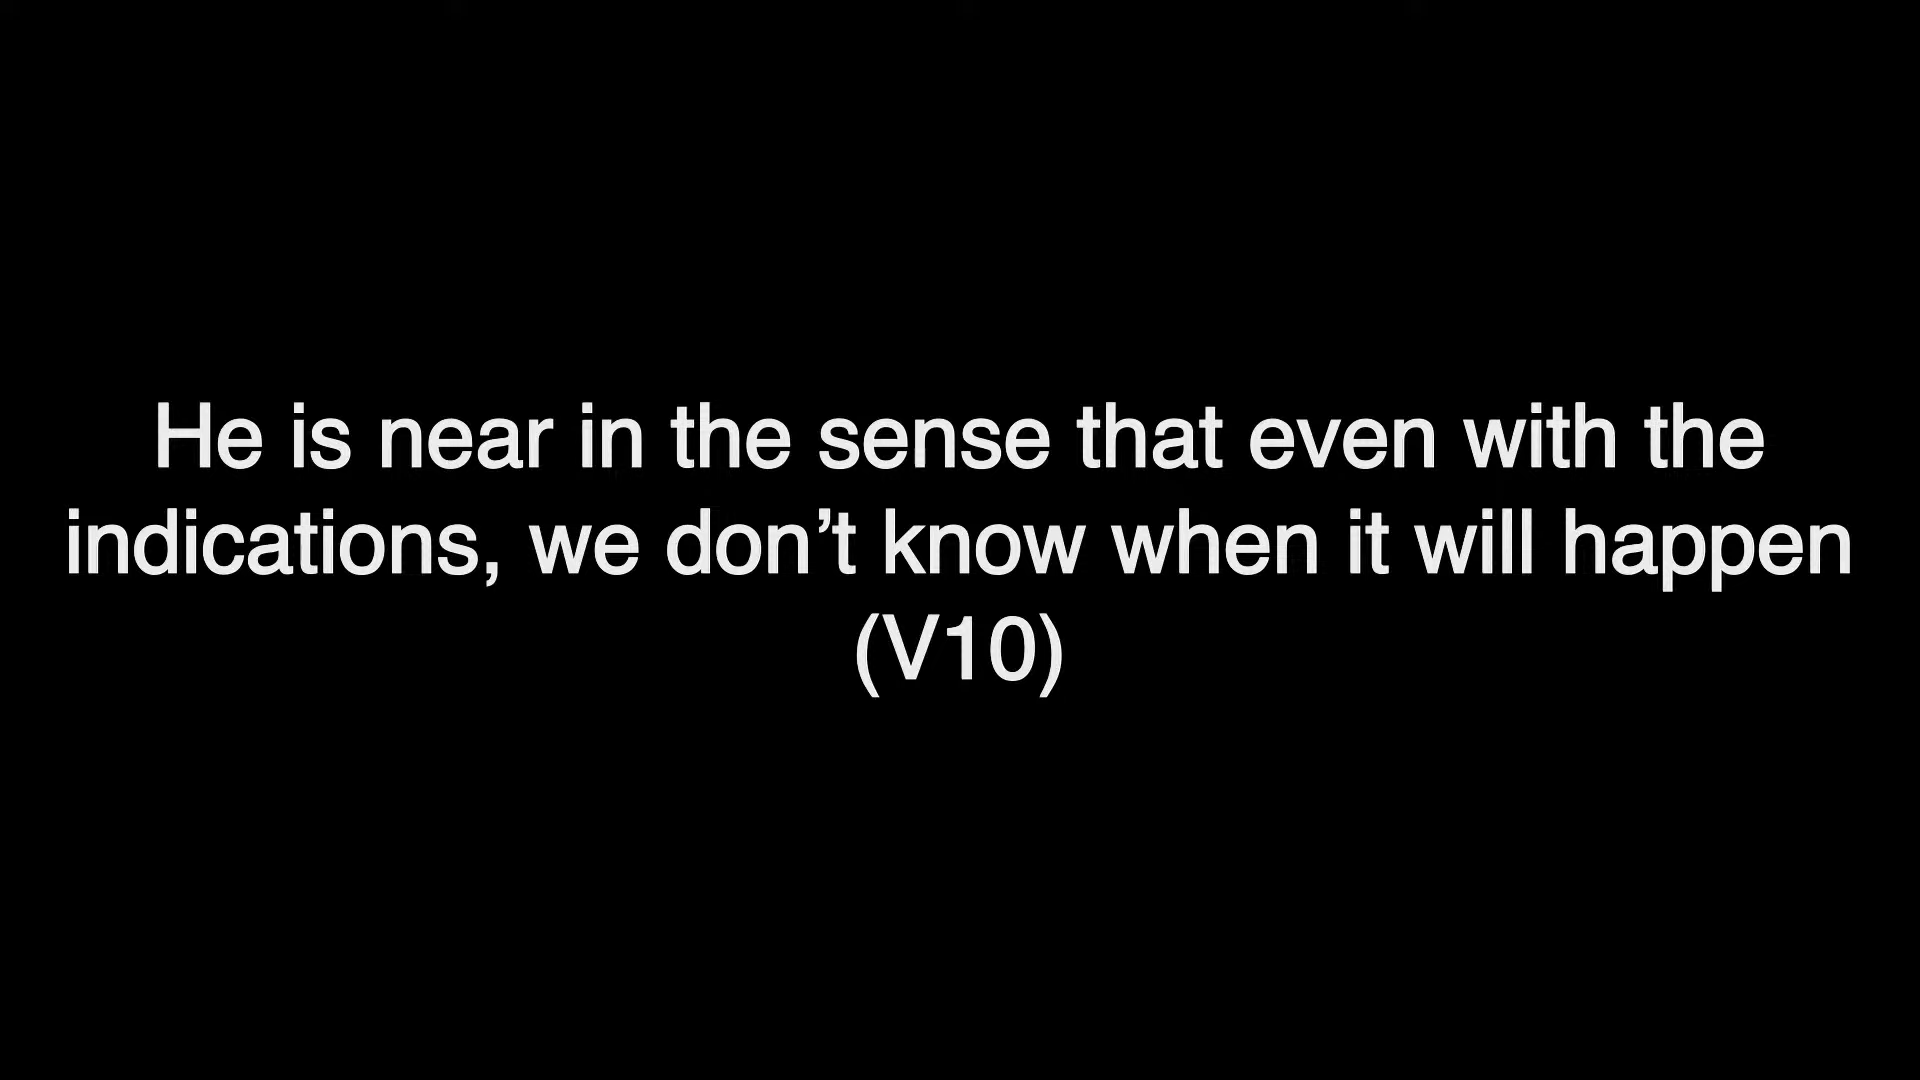 He is near in the sense that even with the
indications, we don’t know when it will happen
(V10)